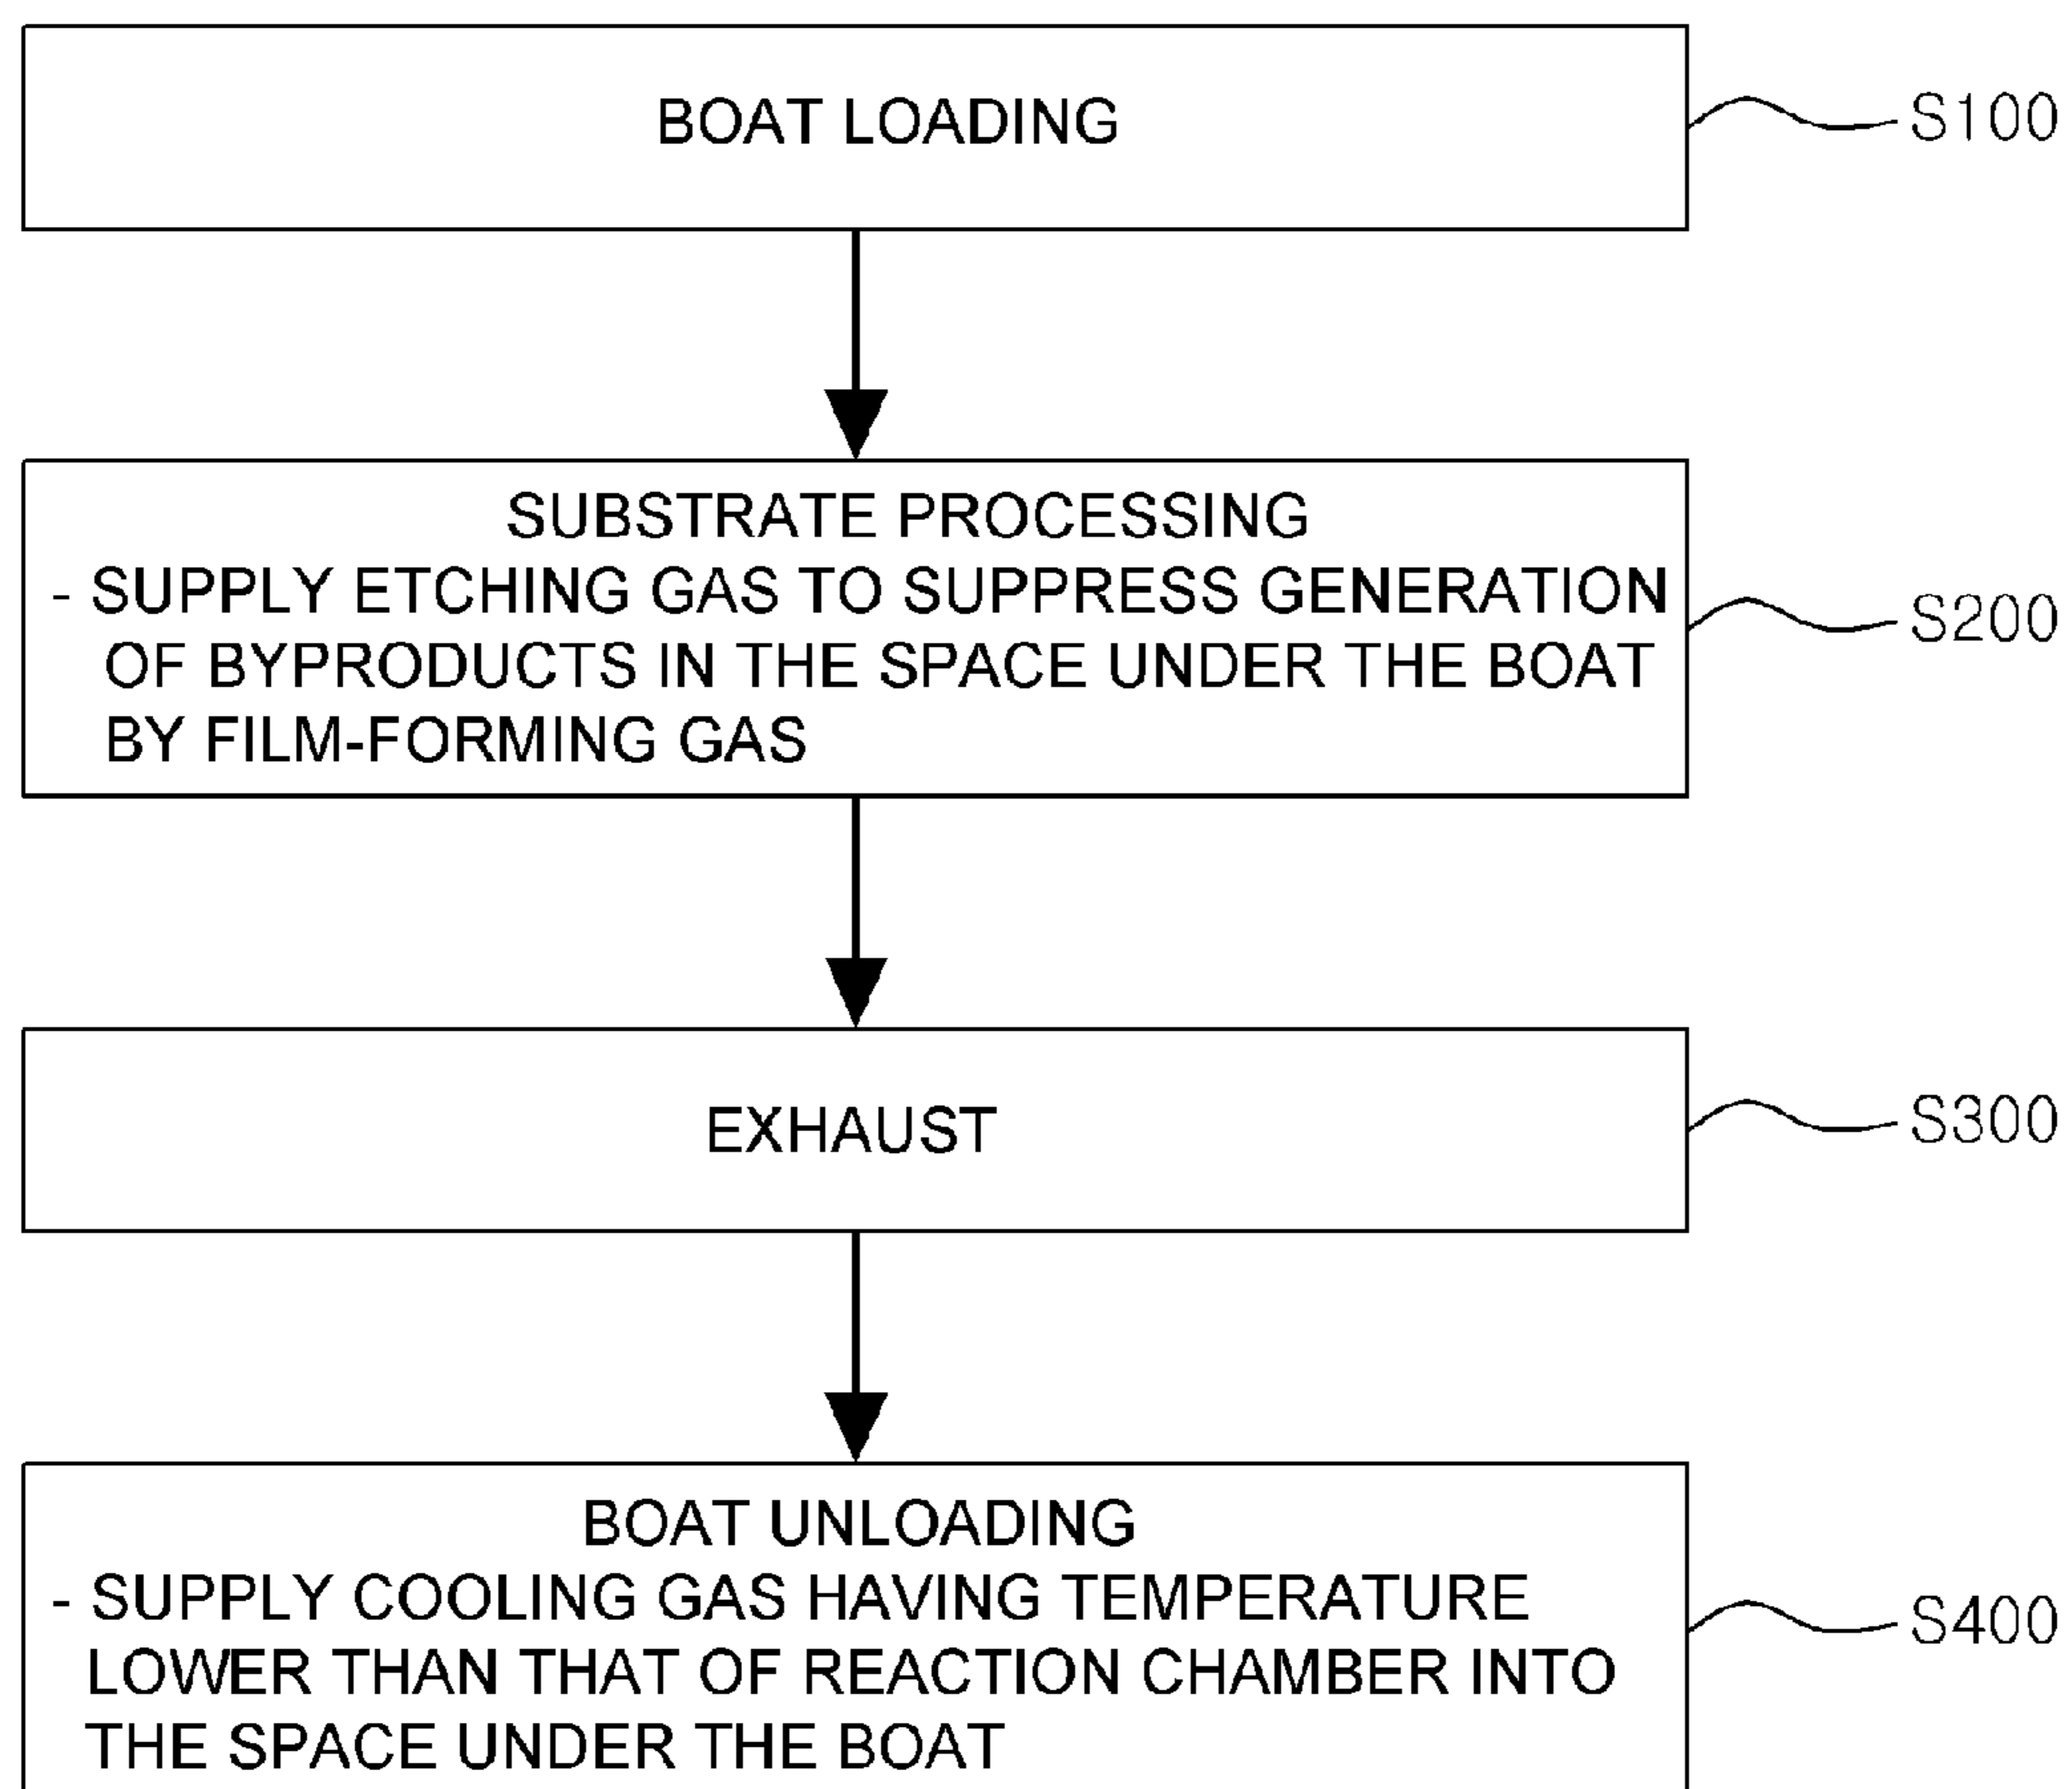 BOAT LOADING
S100
SUBSTRATE PROCESSING
- SUPPLY ETCHING GAS TO SUPPRESS GENERATION
OF BYPRODUCTS IN THE SPACE UNDER THE BOAT
BY FILM-FORMING GAS
S200
EXHAUST
S300
BOAT UNLOADING
- SUPPLY COOLING GAS HAVING TEMPERATURE
LOWER THAN THAT OF REACTION CHAMBER INTO
THE SPACE UNDER THE BOAT
S400